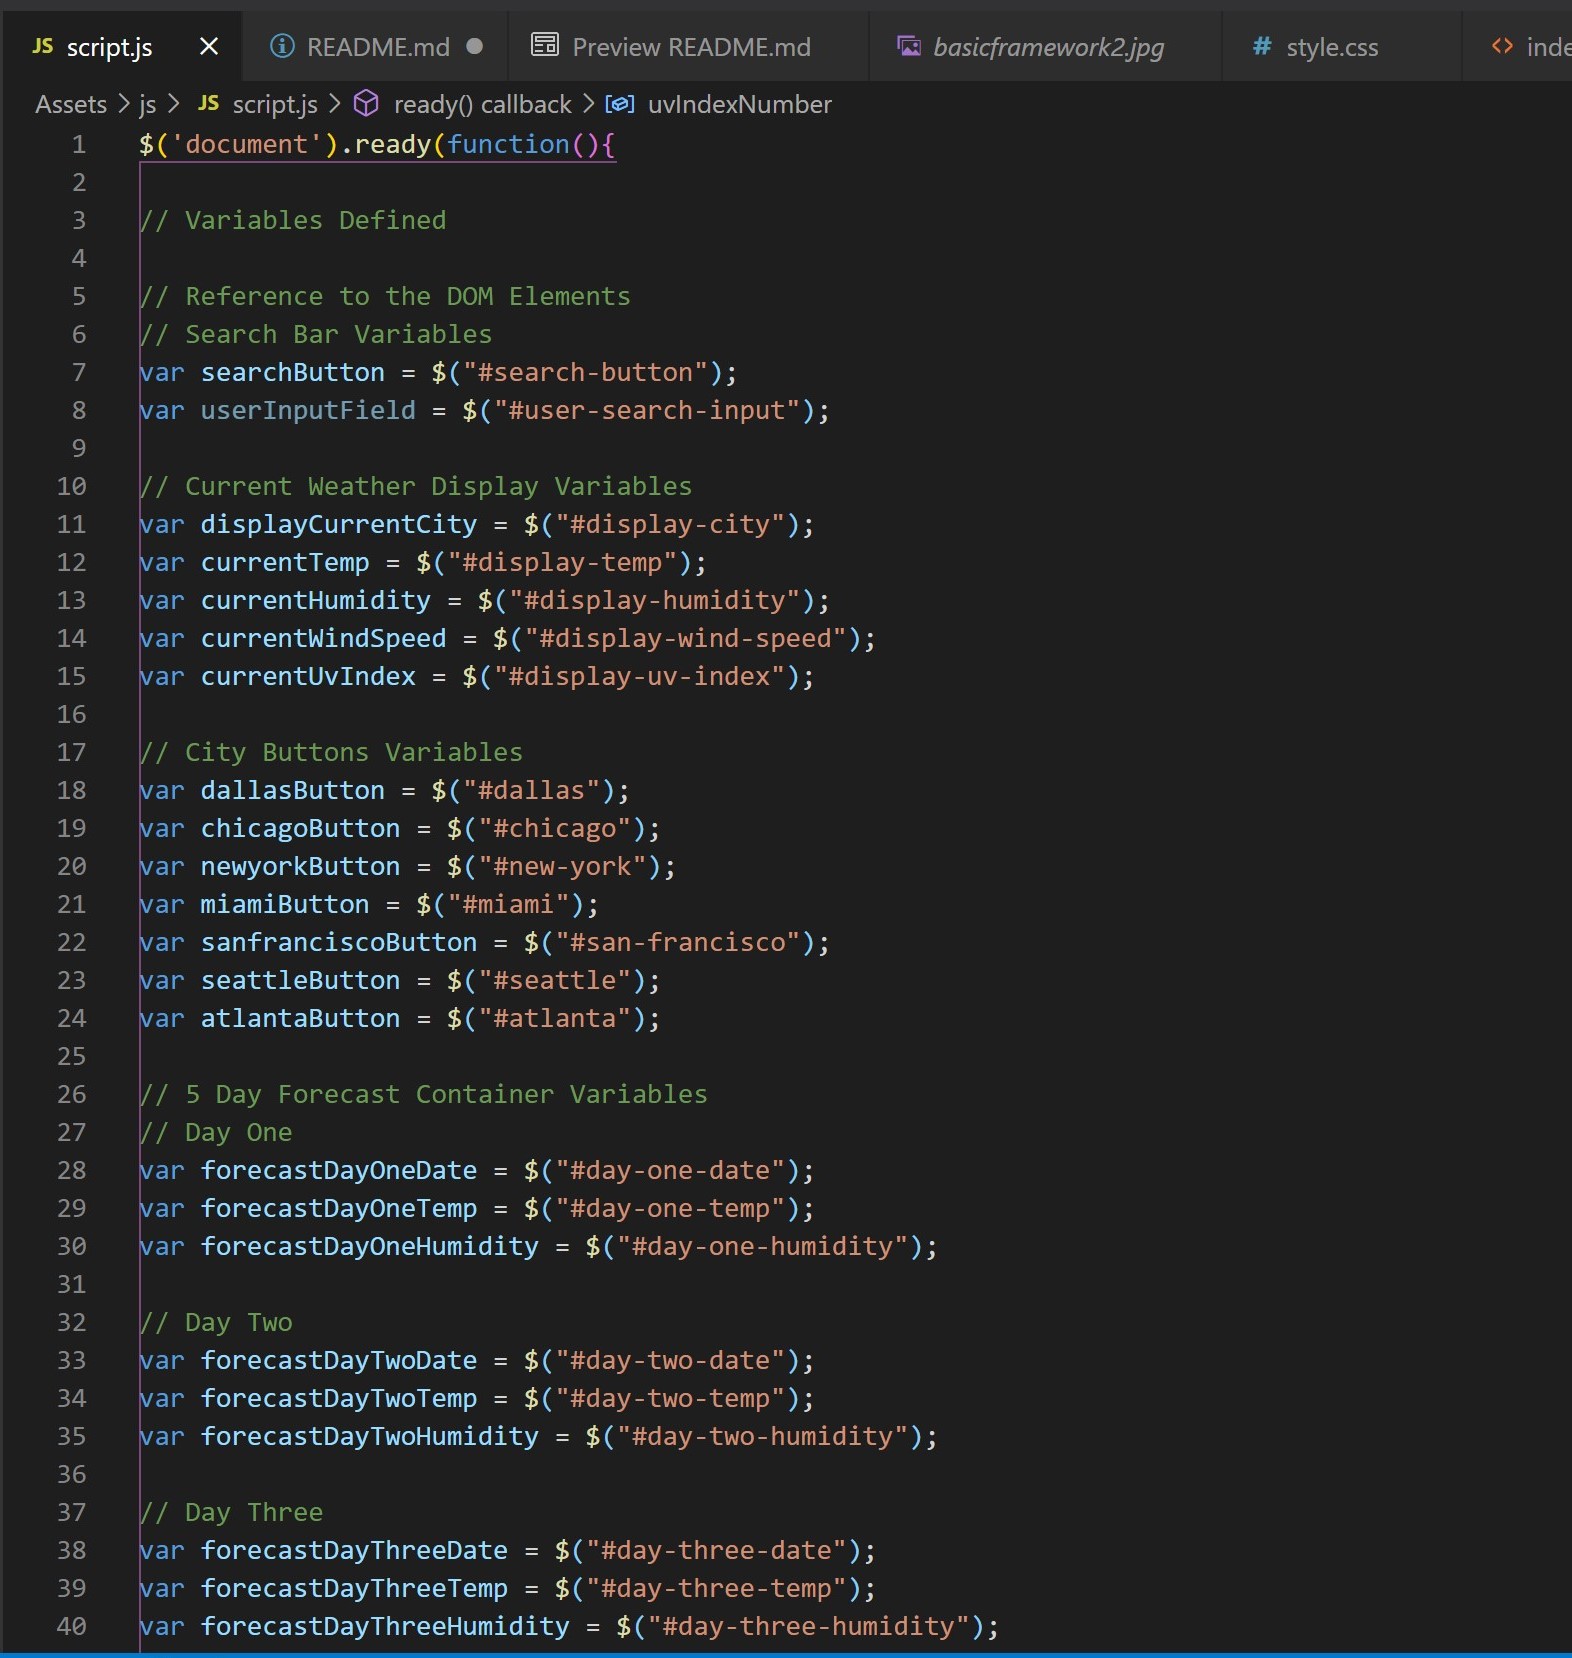 JS script.js README.md Preview README.md basicframework2.jpg # style.css <> inde
Assets > js > JS script.js > ready() callback > uvIndexNumber
1 $('document').ready(function(){
2
3 // Variables Defined
4
5 // Reference to the DOM Elements
6 // Search Bar Variables
7 var searchButton = $("#search-button");
8 var userInputField = $("#user-search-input");
9
10 // Current Weather Display Variables
11 var displayCurrentCity = $("#display-city");
12 var currentTemp = $("#display-temp");
13 var currentHumidity = $("#display-humidity");
14 var currentWindSpeed = $("#display-wind-speed");
15 var currentUvIndex = $("#display-uv-index");
16
17 // City Buttons Variables
18 var dallasButton = $("#dallas");
19 var chicagoButton = $("#chicago");
20 var newyorkButton = $("#new-york");
21 var miamiButton = $("#miami");
22 var sanfranciscoButton = $("#san-francisco");
23 var seattleButton = $("#seattle");
24 var atlantaButton = $("#atlanta");
25
26 // 5 Day Forecast Container Variables
27 // Day One
28 var forecastDayOneDate = $("#day-one-date");
29 var forecastDayOneTemp = $("#day-one-temp");
30 var forecastDayOneHumidity = $("#day-one-humidity");
31
32 // Day Two
33 var forecastDayTwoDate = $("#day-two-date");
34 var forecastDayTwoTemp = $("#day-two-temp");
35 var forecastDayTwoHumidity = $("#day-two-humidity");
36
37 // Day Three
38 var forecastDayThreeDate = $("#day-three-date");
39 var forecastDayThreeTemp = $("#day-three-temp");
40 var forecastDayThreeHumidity = $("#day-three-humidity");